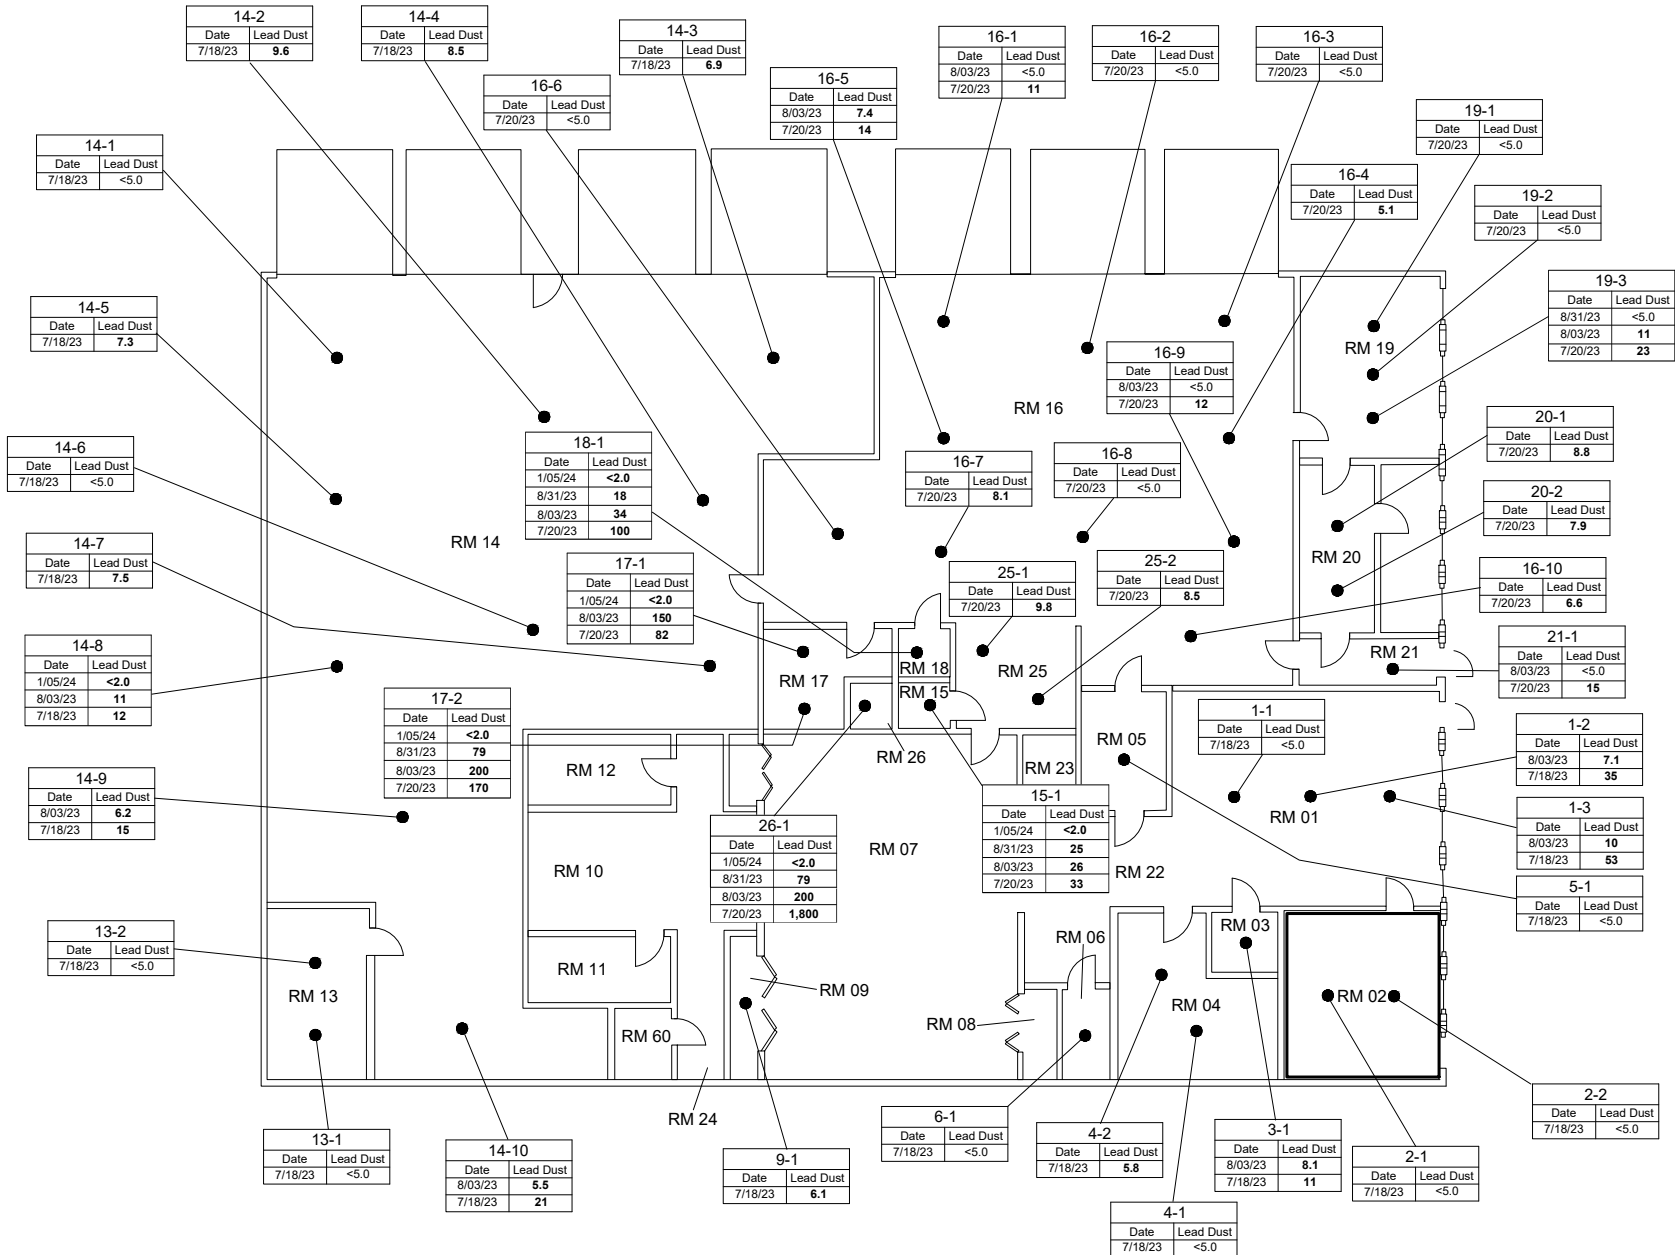 14-2
Date Lead Dust
7/18/23 9.6
14-4
Date Lead Dust
7/18/23 8.5
14-3
Date Lead Dust
7/18/23 6.9
16-6
Date Lead Dust
7/20/23 <5.0
16-5
Date Lead Dust
8/03/23 7.4
7/20/23 14
16-1
Date Lead Dust
8/03/23 <5.0
7/20/23 11
16-2
Date Lead Dust
7/20/23 <5.0
16-3
Date Lead Dust
7/20/23 <5.0
19-1
Date Lead Dust
7/20/23 <5.0
14-1
Date Lead Dust
7/18/23 <5.0
16-4
Date Lead Dust
7/20/23 5.1
19-2
Date Lead Dust
7/20/23 <5.0
19-3
Date Lead Dust
8/31/23 <5.0
8/03/23 11
7/20/23 23
14-5
Date Lead Dust
7/18/23 7.3
RM 19
16-9
Date Lead Dust
8/03/23 <5.0
7/20/23 12
RM 16
20-1
Date Lead Dust
7/20/23 8.8
14-6
Date Lead Dust
7/18/23 <5.0
18-1
Date Lead Dust
1/05/24 <2.0
8/31/23 18
8/03/23 34
7/20/23 100
16-7
Date Lead Dust
7/20/23 8.1
16-8
Date Lead Dust
7/20/23 <5.0
20-2
Date Lead Dust
7/20/23 7.9
RM 14
14-7
Date Lead Dust
7/18/23 7.5
17-1
Date Lead Dust
1/05/24 <2.0
8/03/23 150
7/20/23 82
25-1
Date Lead Dust
7/20/23 9.8
25-2
Date Lead Dust
7/20/23 8.5
RM 20
16-10
Date Lead Dust
7/20/23 6.6
14-8
Date Lead Dust
1/05/24 <2.0
8/03/23 11
7/18/23 12
21-1
Date Lead Dust
8/03/23 <5.0
7/20/23 15
RM 21
RM 18
RM 25
RM 17
RM 15
17-2
Date Lead Dust
1/05/24 <2.0
8/31/23 79
8/03/23 200
7/20/23 170
1-1
Date Lead Dust
7/18/23 <5.0
1-2
Date Lead Dust
8/03/23 7.1
7/18/23 35
RM 05
RM 26
RM 12
RM 23
14-9
Date Lead Dust
8/03/23 6.2
7/18/23 15
15-1
Date Lead Dust
1/05/24 <2.0
8/31/23 25
8/03/23 26
7/20/23 33
RM 01
1-3
Date Lead Dust
8/03/23 10
7/18/23 53
26-1
Date Lead Dust
1/05/24 <2.0
8/31/23 79
8/03/23 200
7/20/23 1,800
RM 07
RM 10
RM 22
5-1
Date Lead Dust
7/18/23 <5.0
13-2
Date Lead Dust
7/18/23 <5.0
RM 03
RM 06
RM 11
RM 09
RM 13
RM 02
RM 04
RM 08
RM 60
2-2
Date Lead Dust
7/18/23 <5.0
RM 24
6-1
Date Lead Dust
7/18/23 <5.0
4-2
Date Lead Dust
7/18/23 5.8
3-1
Date Lead Dust
8/03/23 8.1
7/18/23 11
13-1
Date Lead Dust
7/18/23 <5.0
14-10
Date Lead Dust
8/03/23 5.5
7/18/23 21
9-1
Date Lead Dust
7/18/23 6.1
2-1
Date Lead Dust
7/18/23 <5.0
4-1
Date Lead Dust
7/18/23 <5.0